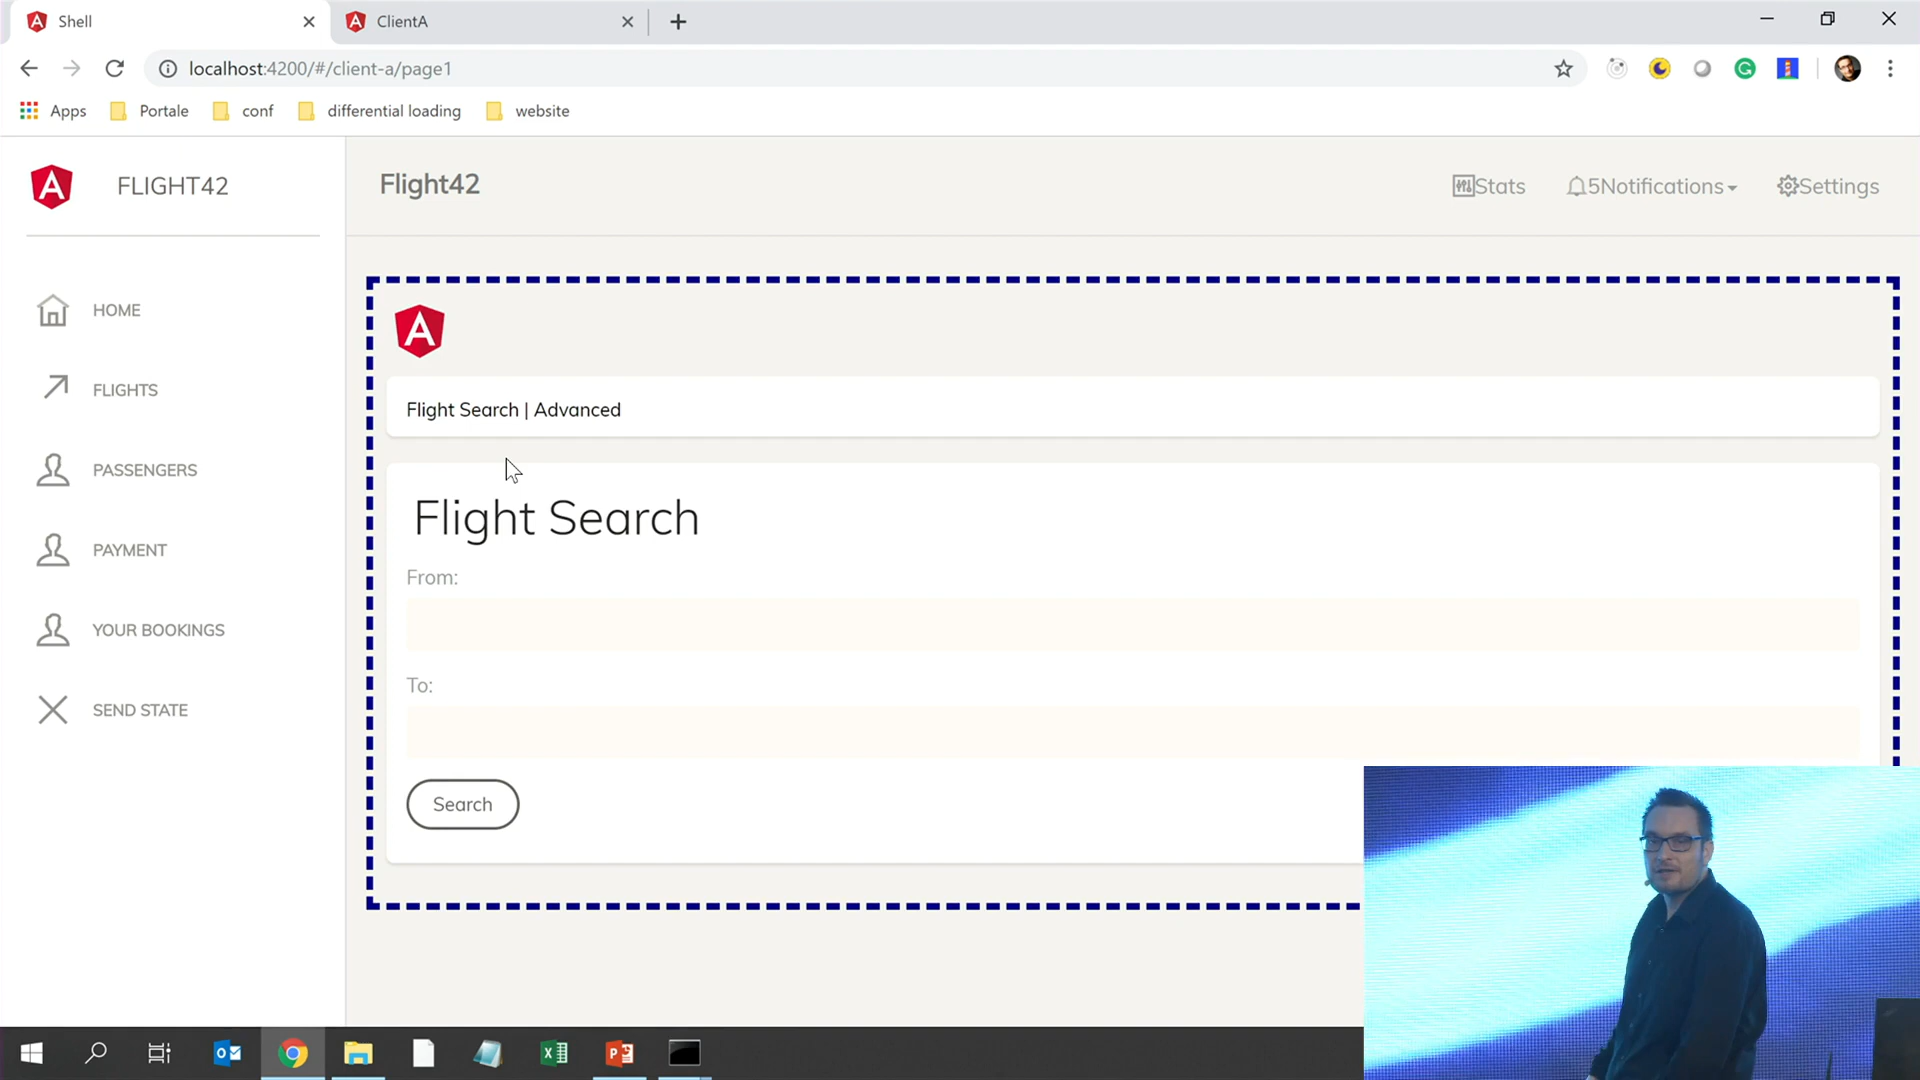 Shell
ClientA
localhost:4200/#/client-a/page1
Apps
Portale
conf
differential loading
website
FLIGHT42
Flight42
Stats
5Notifications
Settings
HOME
FLIGHTS
PASSENGERS
PAYMENT
YOUR BOOKINGS
SEND STATE
Flight Search | Advanced
Flight Search
From:
To:
Search